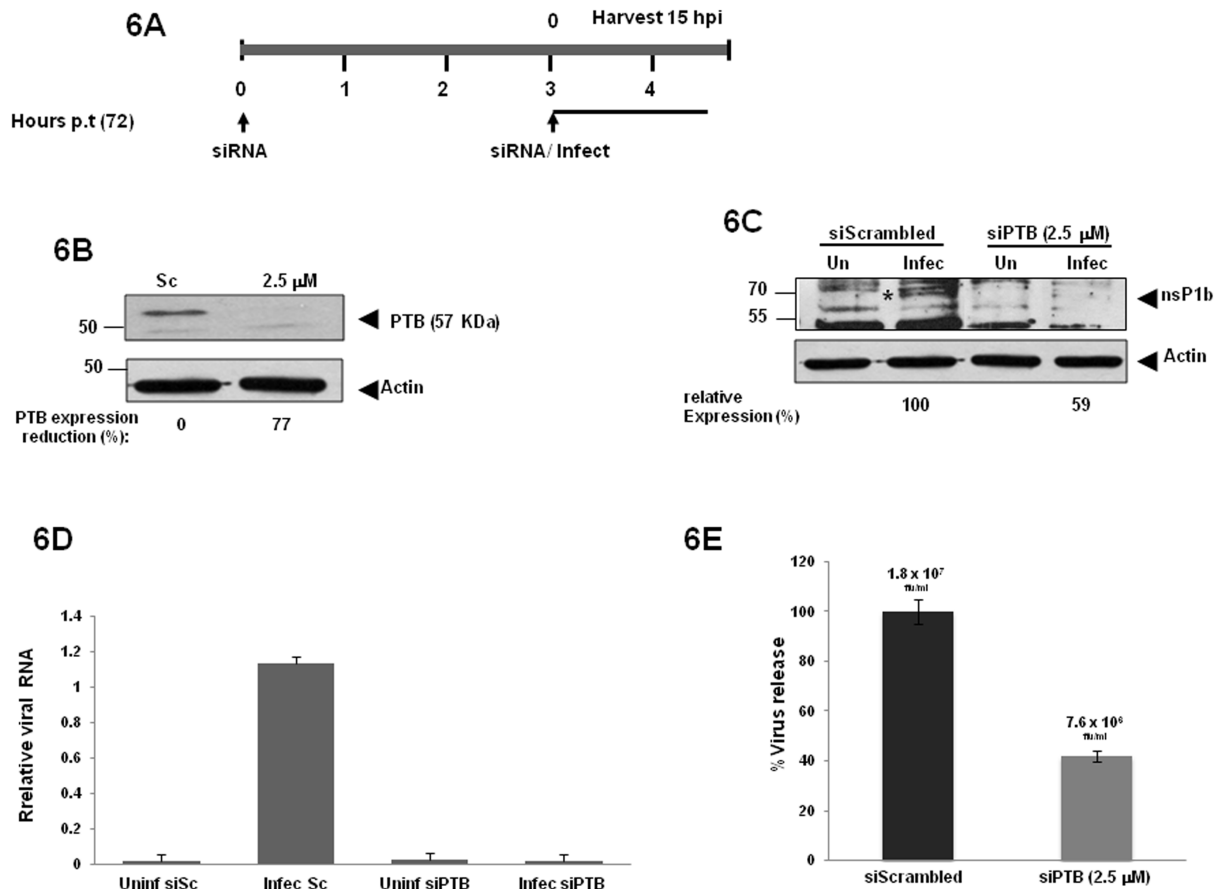 6A
0 Harvest 15 hpi
0 1 2 3 4
Hours p.t (72)
siRNA siRNA/ Infect
6B
Sc 2.5 μM
50
PTB (57 KDa)
50
Actin
PTB expression
reduction (%): 0 77
6C
siScrambled siPTB (2.5 μM)
Un Infec Un Infec
70
*
nsP1b
55
Actin
relative
Expression (%) 100 59
6D
Rrelative viral RNA
1.4
1.2
1
0.8
0.6
0.4
0.2
0
Uninf siSc Infec Sc Uninf siPTB Infec siPTB
6E
% Virus release
120
100
80
60
40
20
0
1.8 x 10⁷
ffu/ml
7.6 x 10⁶
ffu/ml
siScrambled siPTB (2.5 μM)